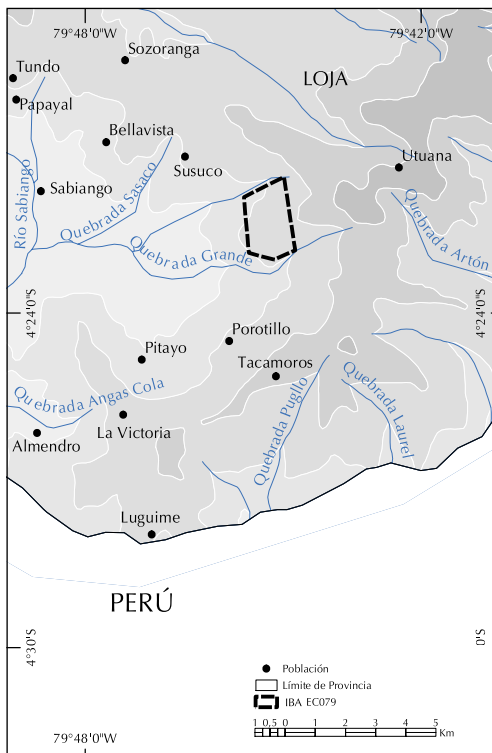 79°48'0"W
79°42'0"W
Sozoranga
Tundo
LOJA
Papayal
Bellavista
Utuana
Susuco
Sabiango
Río Sabiango
Quebrada Sasaco
Quebrada Grande
Quebrada Artón
4°24'0"S
4°24'0"S
Porotillo
Pitayo
Tacamoros
Quebrada Angas Cola
La Victoria
Almendro
Quebrada Pugllo
Quebrada Laurel
Luguime
PERÚ
4°30'0"S
0"S
Población
Límite de Provincia
IBA EC079
1 0,5 0 1 2 3 4 5
Km
79°48'0"W